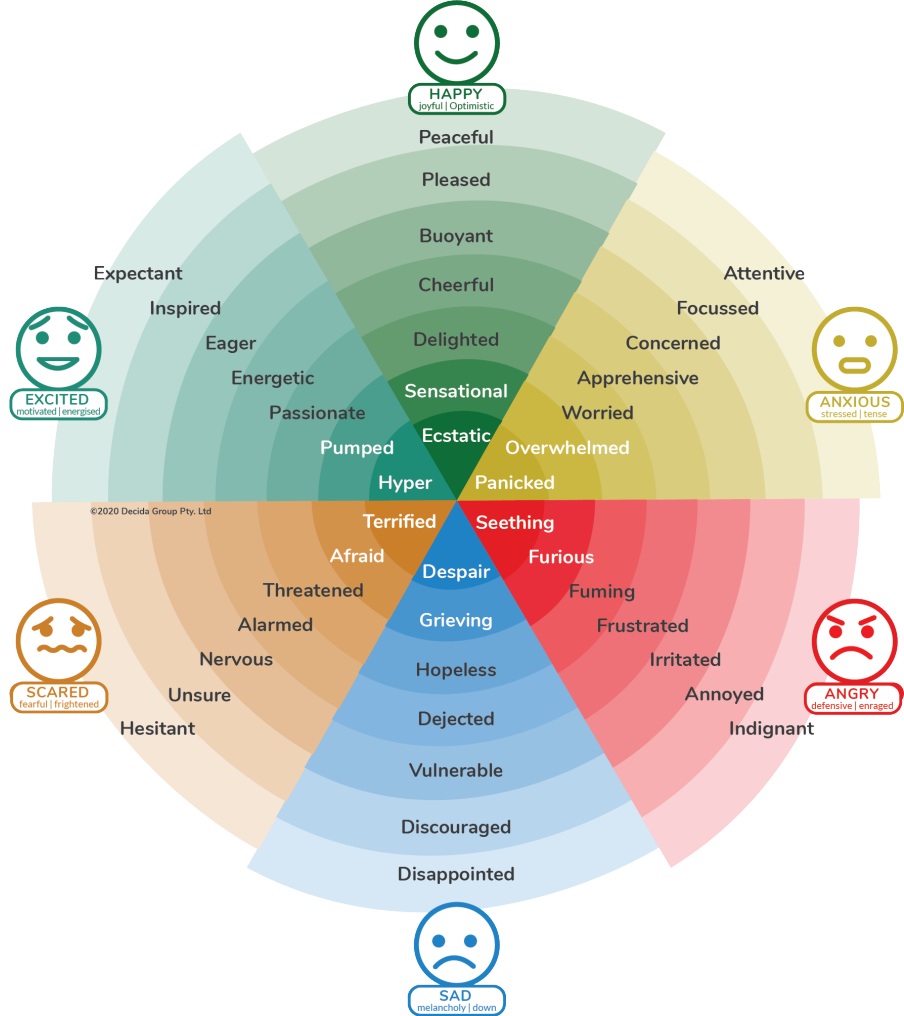 HAPPY
joyful | Optimistic
Peaceful
Pleased
Buoyant
Cheerful
Delighted
Sensational
Ecstatic
Attentive
Focussed
Concerned
Apprehensive
Worried
Overwhelmed
Panicked
ANXIOUS
stressed | tense
Seething
Furious
Fuming
Frustrated
Irritated
Annoyed
Indignant
ANGRY
defensive | enraged
Despair
Grieving
Hopeless
Dejected
Vulnerable
Discouraged
Disappointed
SAD
melancholy | down
Terrified
Afraid
Threatened
Alarmed
Nervous
Unsure
Hesitant
SCARED
fearful | frightened
Expectant
Inspired
Eager
Energetic
Passionate
Pumped
Hyper
EXCITED
motivated | energised
©2020 Decida Group Pty. Ltd